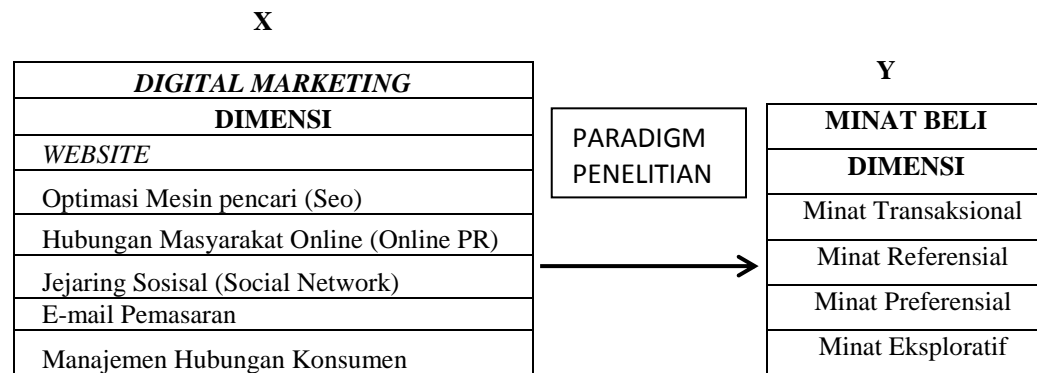 X
DIGITAL MARKETING
DIMENSI
WEBSITE
Optimasi Mesin pencari (Seo)
Hubungan Masyarakat Online (Online PR)
Jejaring Sosisal (Social Network)
E-mail Pemasaran
Manajemen Hubungan Konsumen
PARADIGM
PENELITIAN
Y
MINAT BELI
DIMENSI
Minat Transaksional
Minat Referensial
Minat Preferensial
Minat Eksploratif